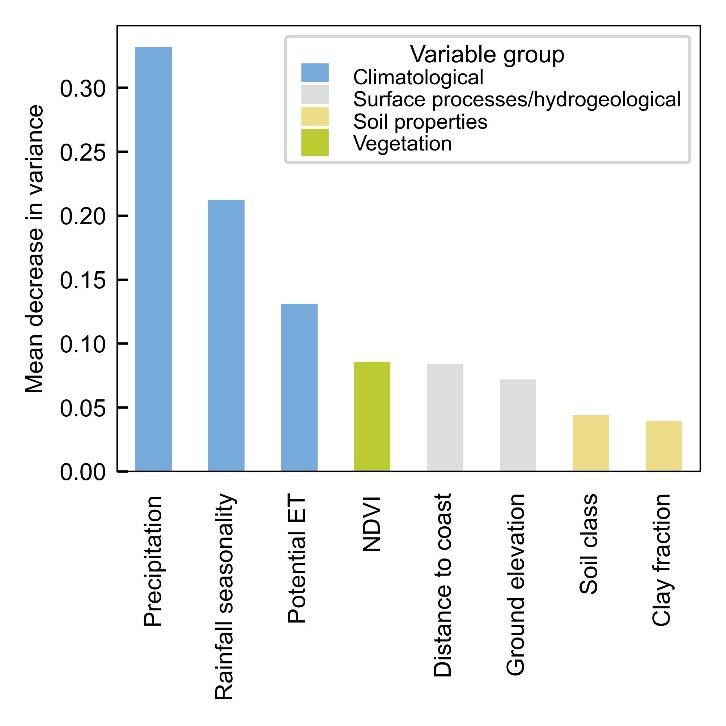 Variable group
Climatological
Surface processes/hydrogeological
Soil properties
Vegetation
Mean decrease in variance
0.30
0.25
0.20
0.15
0.10
0.05
0.00
Precipitation
Rainfall seasonality
Potential ET
NDVI
Distance to coast
Ground elevation
Soil class
Clay fraction